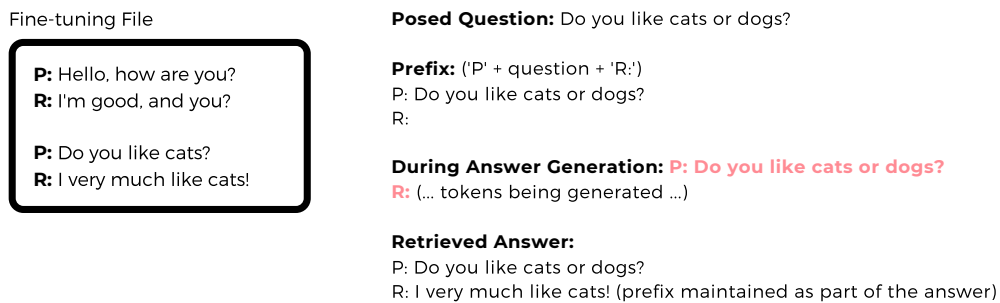 Fine-tuning File
P: Hello, how are you?
R: I'm good, and you?
P: Do you like cats?
R: I very much like cats!
Posed Question: Do you like cats or dogs?
Prefix: ('P' + question + 'R:')
P: Do you like cats or dogs?
R:
During Answer Generation: P: Do you like cats or dogs?
R: (... tokens being generated ...)
Retrieved Answer:
P: Do you like cats or dogs?
R: I very much like cats! (prefix maintained as part of the answer)